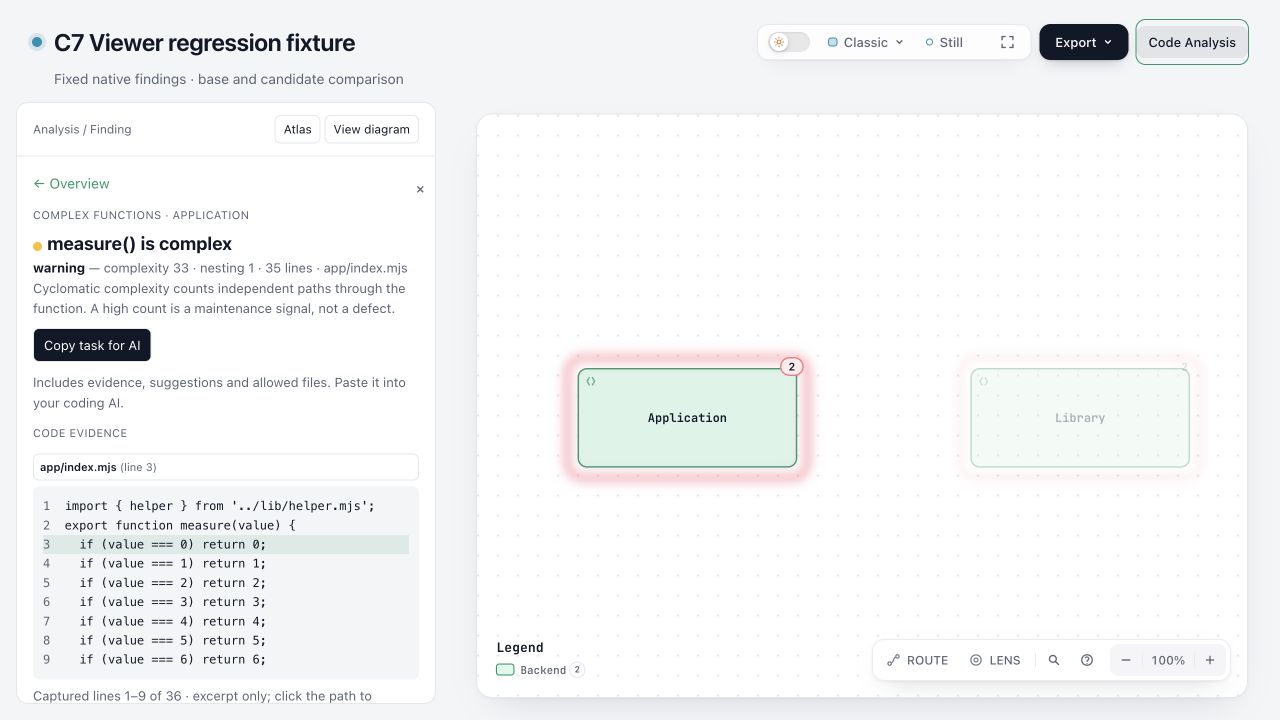 C7 Viewer regression fixture
Fixed native findings · base and candidate comparison
Classic
Still
Export
Code Analysis
Analysis / Finding
Atlas
View diagram
← Overview
×
COMPLEX FUNCTIONS · APPLICATION
measure() is complex
warning — complexity 33 · nesting 1 · 35 lines · app/index.mjs
Cyclomatic complexity counts independent paths through the
function. A high count is a maintenance signal, not a defect.
Copy task for AI
Includes evidence, suggestions and allowed files. Paste it into
your coding AI.
CODE EVIDENCE
app/index.mjs (line 3)
1 import { helper } from '../lib/helper.mjs';
2 export function measure(value) {
3   if (value === 0) return 0;
4   if (value === 1) return 1;
5   if (value === 2) return 2;
6   if (value === 3) return 3;
7   if (value === 4) return 4;
8   if (value === 5) return 5;
9   if (value === 6) return 6;
Captured lines 1–9 of 36 · excerpt only; click the path to
2
Application
2
Library
Legend
Backend 2
ROUTE
LENS
− 100% +